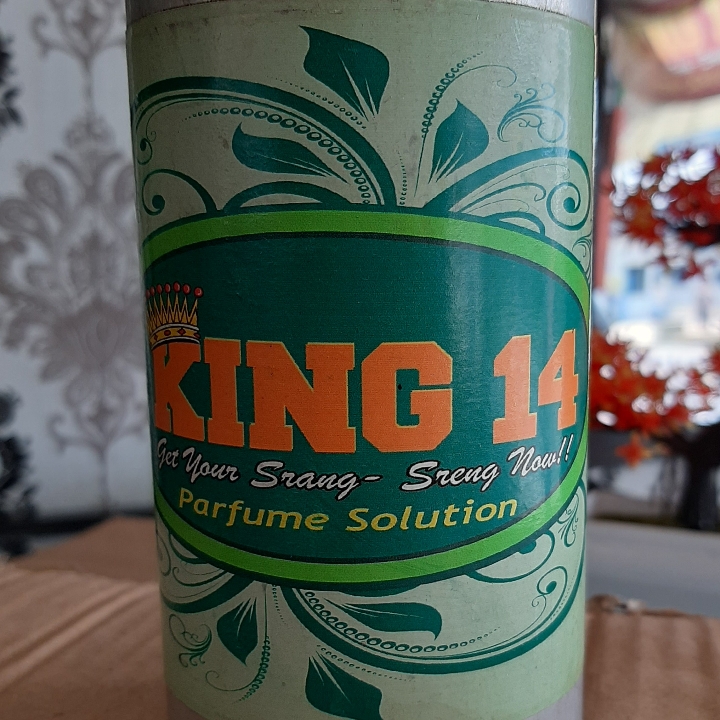 KING 14
Get Your Srang- Sreng Now!!
Parfume Solution